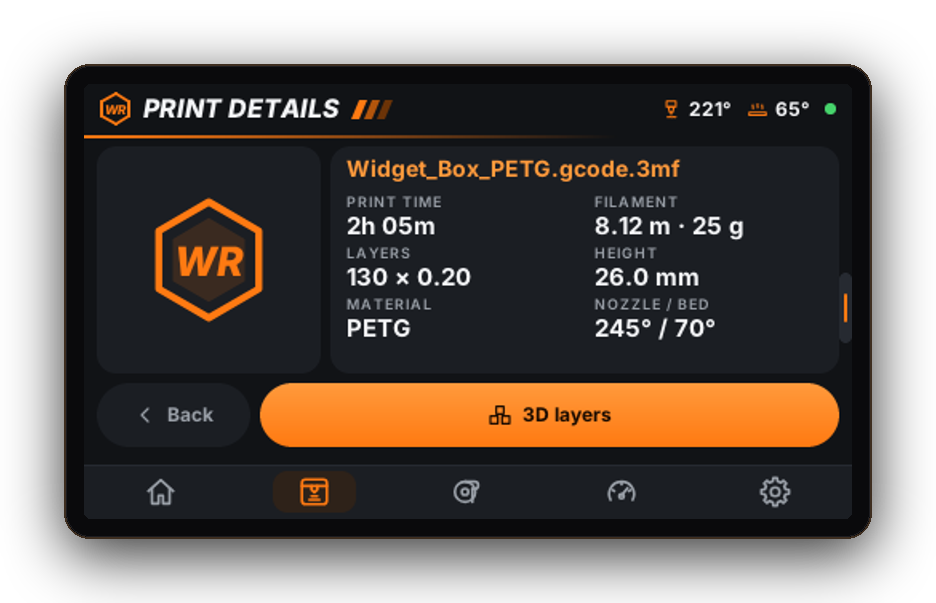 WR PRINT DETAILS 221° 65°
WR
Widget_Box_PETG.gcode.3mf
PRINT TIME FILAMENT
2h 05m 8.12 m · 25 g
LAYERS HEIGHT
130 × 0.20 26.0 mm
MATERIAL NOZZLE / BED
PETG 245° / 70°
Back 3D layers